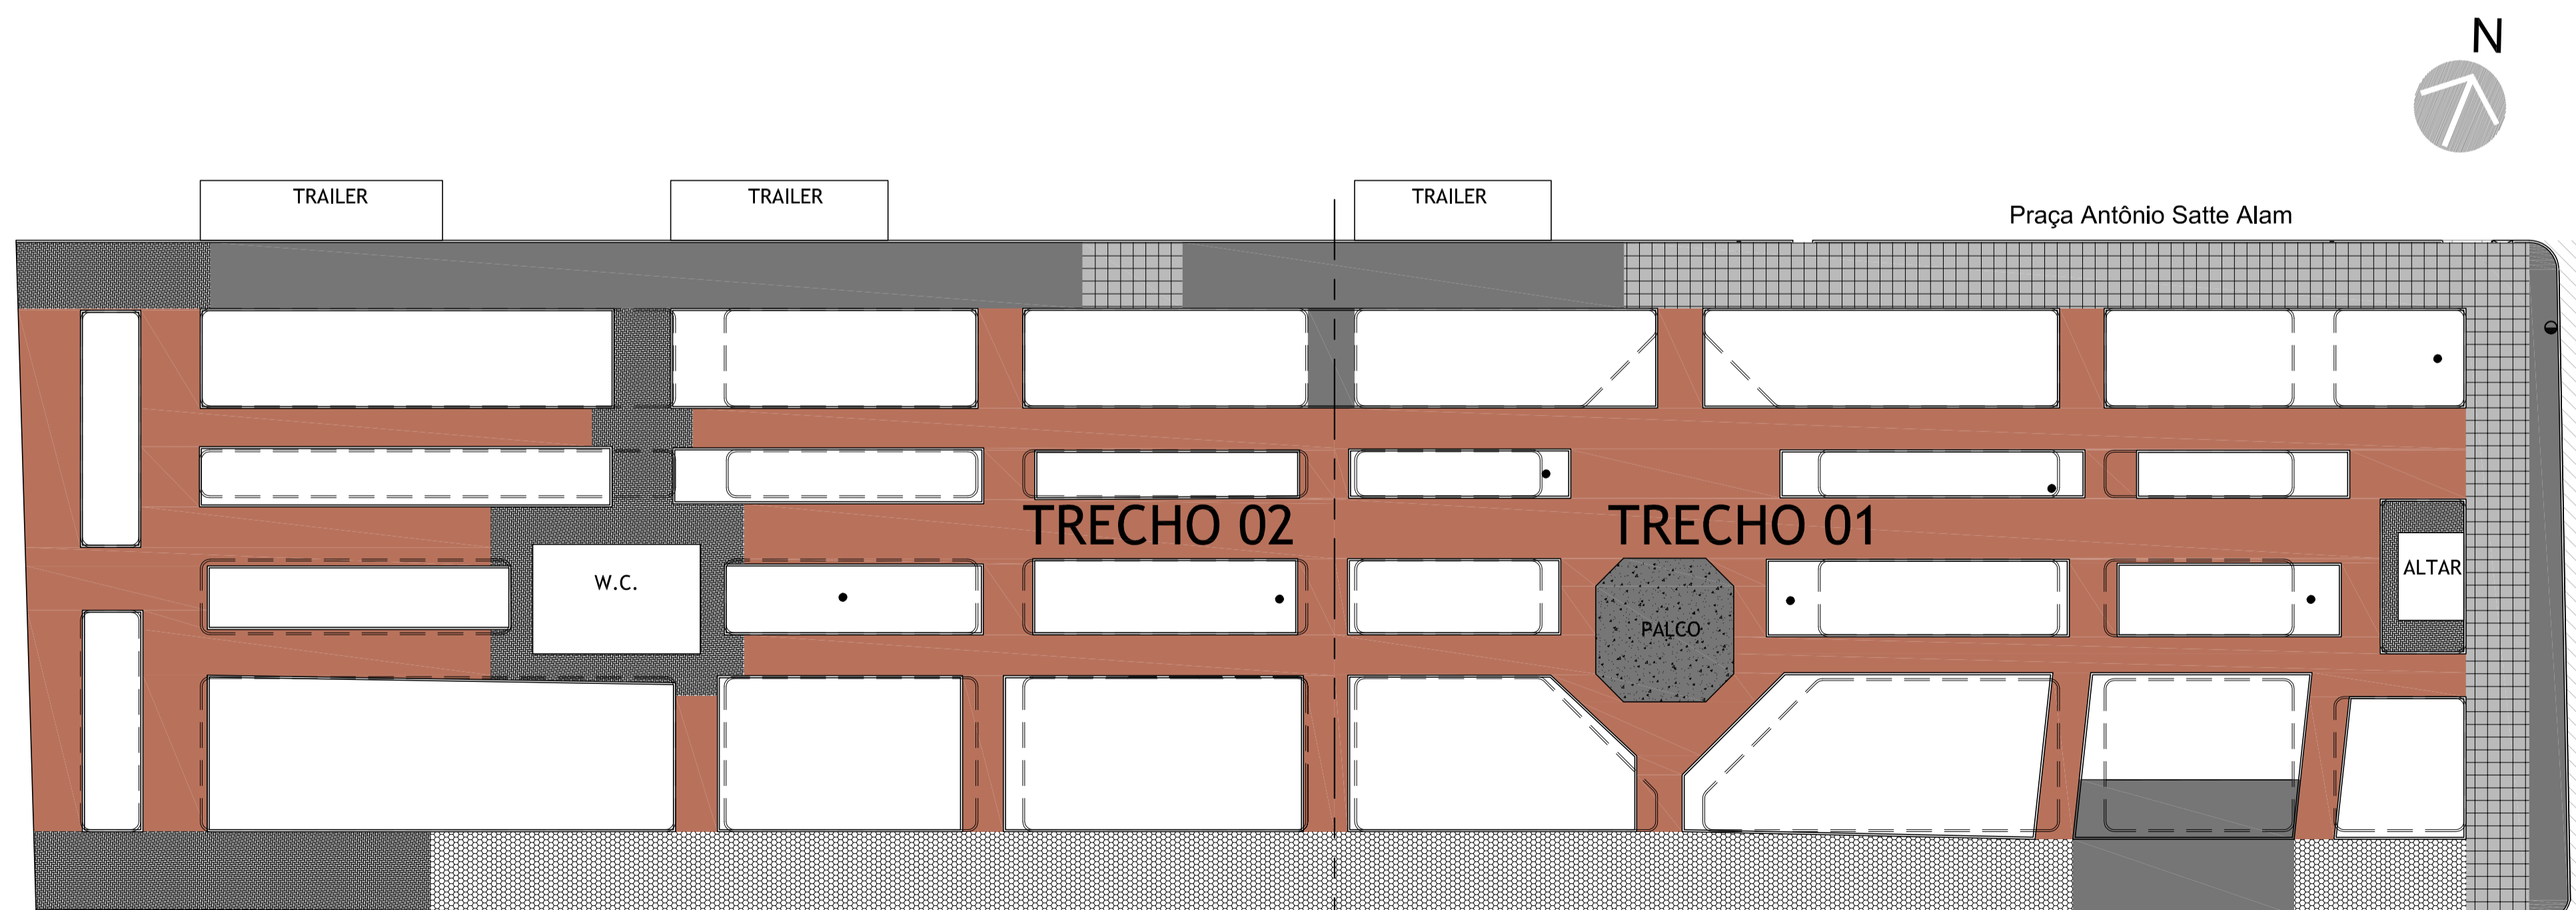 N
TRAILER
TRAILER
TRAILER
Praça Antônio Satte Alam
TRECHO 02
TRECHO 01
W.C.
ALTAR
PALCO